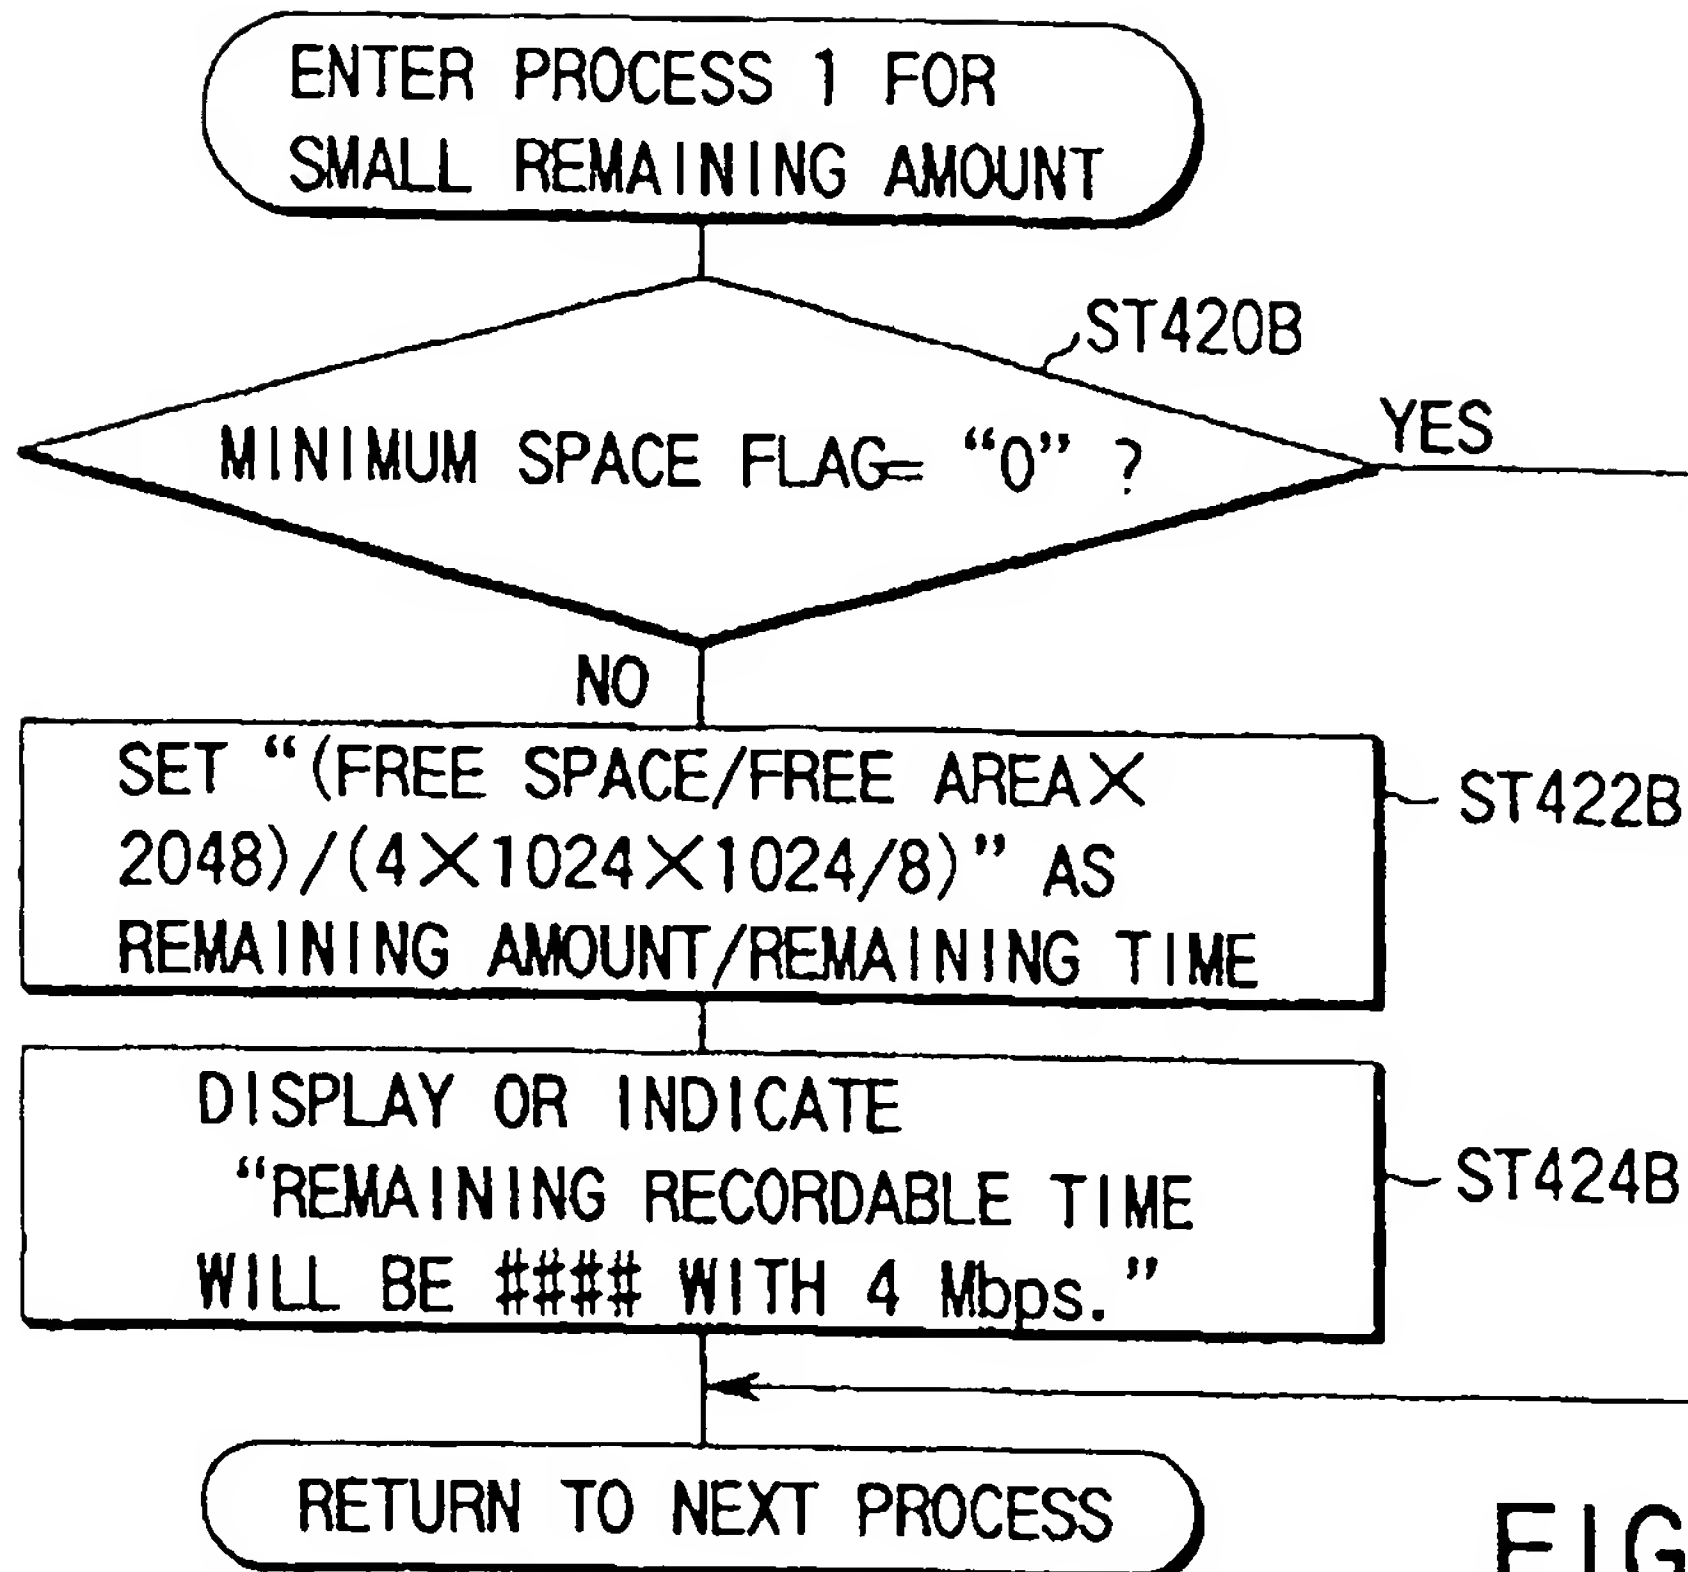 ENTER PROCESS 1 FOR
SMALL REMAINING AMOUNT
ST420B
MINIMUM SPACE FLAG= “0” ?
YES
NO
SET “(FREE SPACE/FREE AREA×
2048)/(4×1024×1024/8)” AS
REMAINING AMOUNT/REMAINING TIME
ST422B
DISPLAY OR INDICATE
“REMAINING RECORDABLE TIME
WILL BE #### WITH 4 Mbps.”
ST424B
RETURN TO NEXT PROCESS
FIG